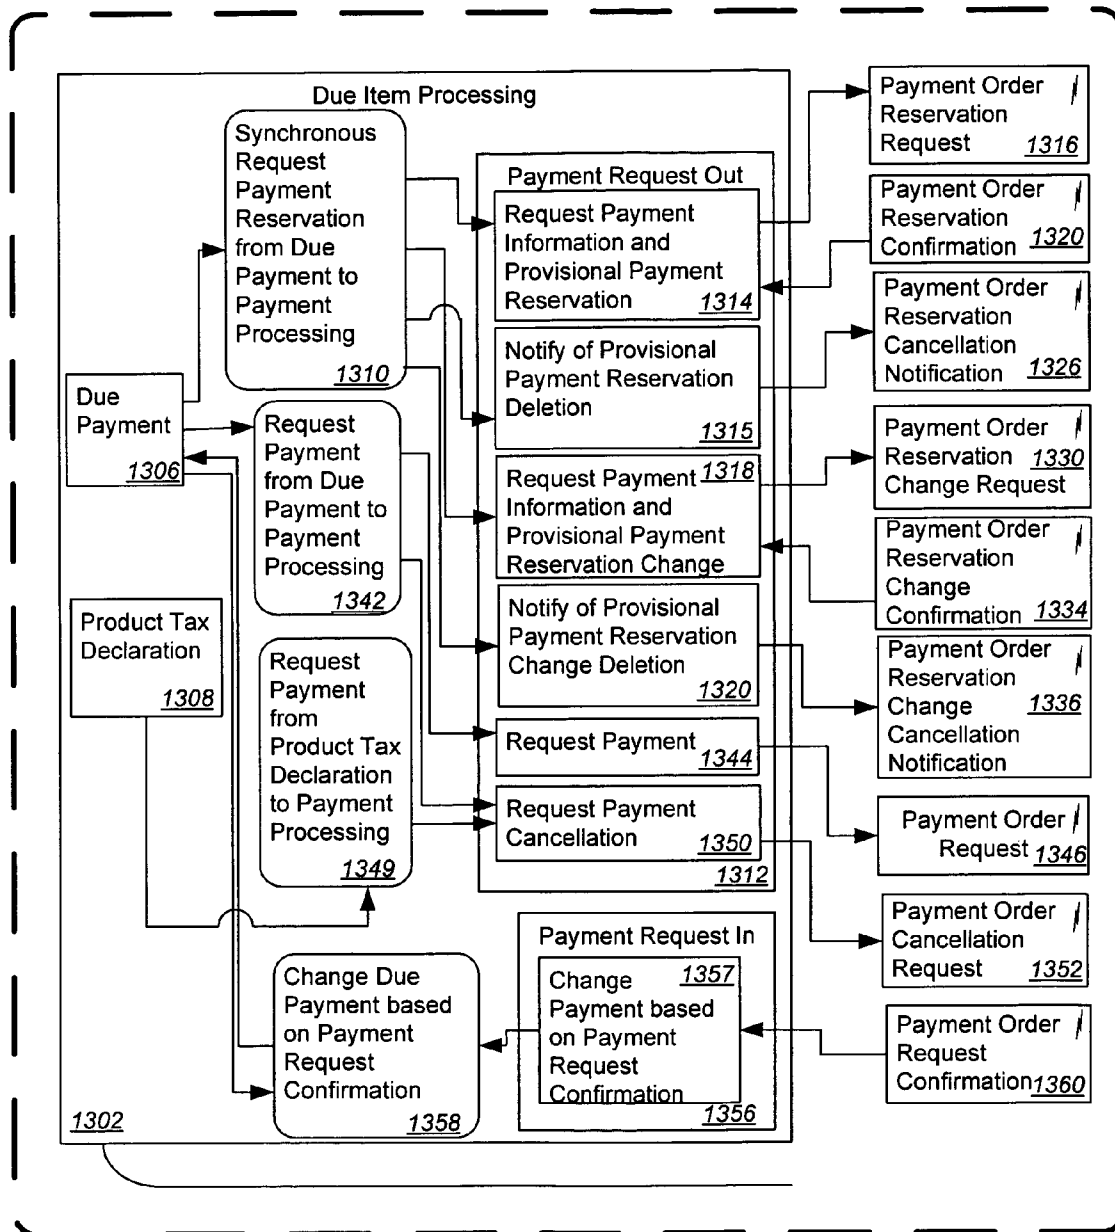 Due Item Processing
Synchronous
Request
Payment
Reservation
from Due
Payment to
Payment
Processing
1310
Due
Payment
1306
Request
Payment
from Due
Payment to
Payment
Processing
1342
Product Tax
Declaration
1308
Request
Payment
from
Product Tax
Declaration
to Payment
Processing
1349
Change Due
Payment based
on Payment
Request
Confirmation
1358
1302
Payment Request Out
Request Payment
Information and
Provisional Payment
Reservation 1314
Notify of Provisional
Payment Reservation
Deletion
1315
Request Payment 1318
Information and
Provisional Payment
Reservation Change
Notify of Provisional
Payment Reservation
Change Deletion
1320
Request Payment 1344
Request Payment
Cancellation 1350
1312
Payment Request In
Change 1357
Payment based
on Payment
Request
Confirmation
1356
Payment Order
Reservation
Request 1316
Payment Order
Reservation
Confirmation 1320
Payment Order
Reservation
Cancellation
Notification 1326
Payment Order
Reservation 1330
Change Request
Payment Order
Reservation
Change
Confirmation 1334
Payment Order
Reservation
Change 1336
Cancellation
Notification
Payment Order
Request 1346
Payment Order
Cancellation
Request 1352
Payment Order
Request
Confirmation 1360